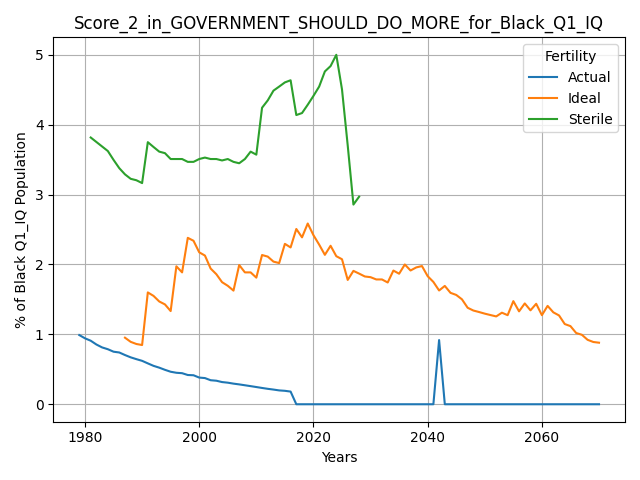 Score_2_in_GOVERNMENT_SHOULD_DO_MORE_for_Black_Q1_IQ
Fertility
Actual
Ideal
Sterile
% of Black Q1_IQ Population
5
4
3
2
1
0
1980 2000 2020 2040 2060
Years